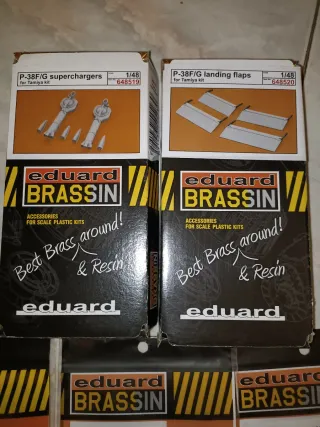 P-38F/G superchargers
for Tamiya kit
1/48
648519
eduard
BRASSIN
ACCESSORIES
FOR SCALE PLASTIC KITS
Best Brass around!
& Resin
eduard
P-38F/G landing flaps
for Tamiya kit
1/48
648520
eduard
BRASSIN
ACCESSORIES
FOR SCALE PLASTIC KITS
Best Brass around!
& Resin
eduard
eduard
BRASSIN
eduard
BRASSIN
eduard
BRASSIN